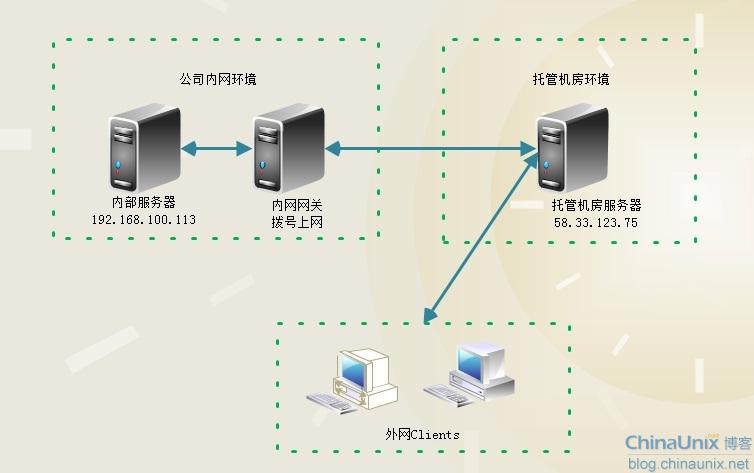 公司内网环境
托管机房环境
内部服务器
192.168.100.113
内网网关
拨号上网
托管机房服务器
58.33.123.75
外网Clients
ChinaUnix.net 博客
blog.chinaunix.net